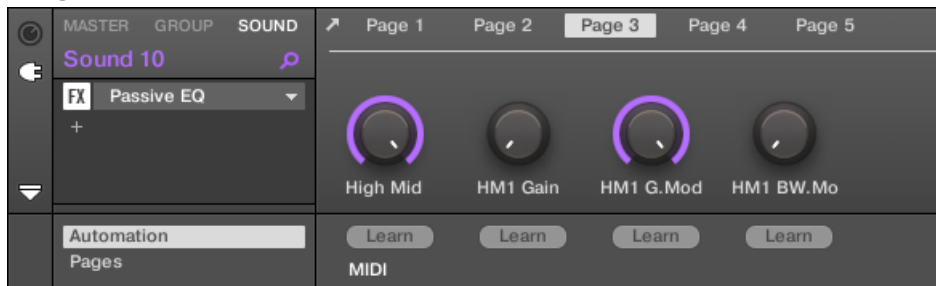 MASTER GROUP SOUND
Page 1 Page 2 Page 3 Page 4 Page 5
Sound 10
FX Passive EQ
+
High Mid HM1 Gain HM1 G.Mod HM1 BW.Mo
Automation
Learn Learn Learn Learn
Pages
MIDI